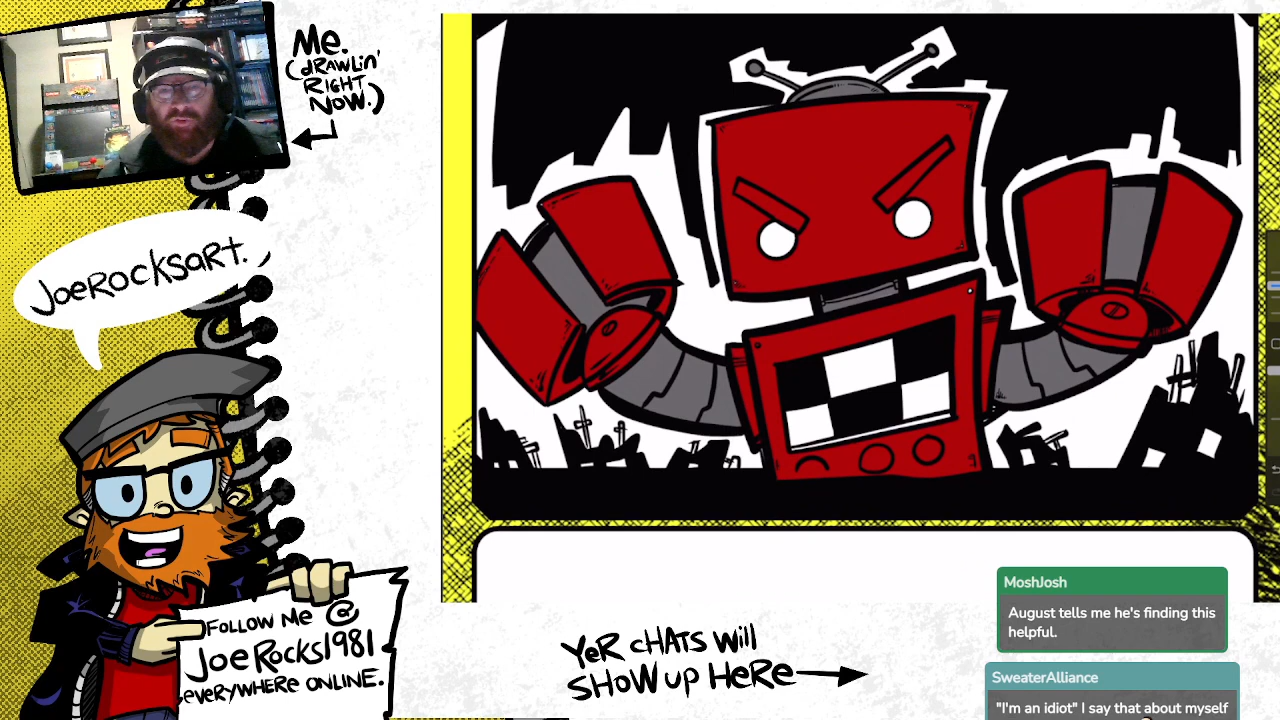 Me.
(dRAWLiN'
RiGHT
NOW.)
JOEROCKSART.
FOLLOW Me @
JOeROCKS1981
everYWHeRe ONLiNE.
YeR cHATS WiLL
SHOW UP HeRe
MoshJosh
August tells me he's finding this
helpful.
SweaterAlliance
"I'm an idiot" I say that about myself